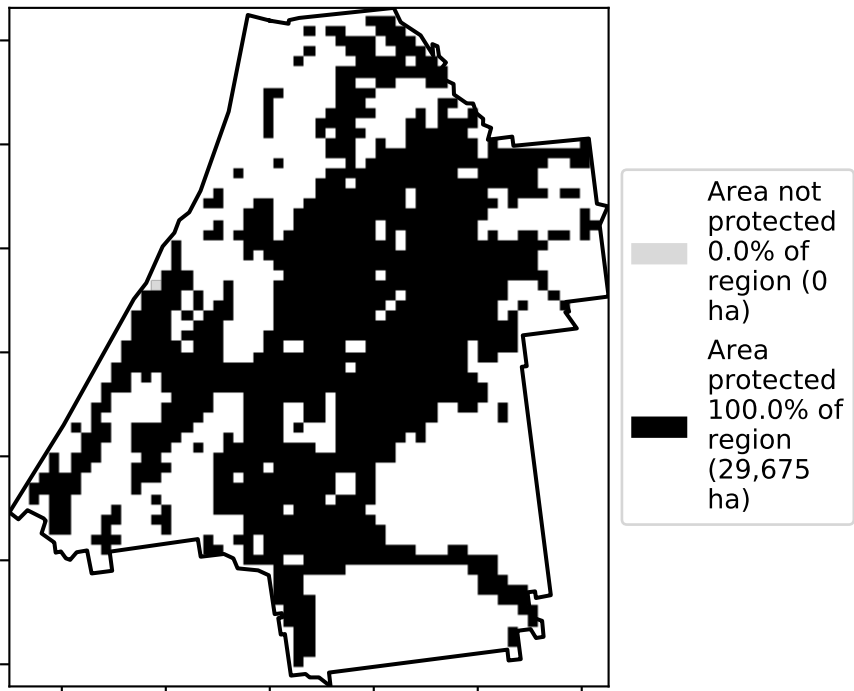 Area not
protected
0.0% of
region (0
ha)
Area
protected
100.0% of
region
(29,675
ha)